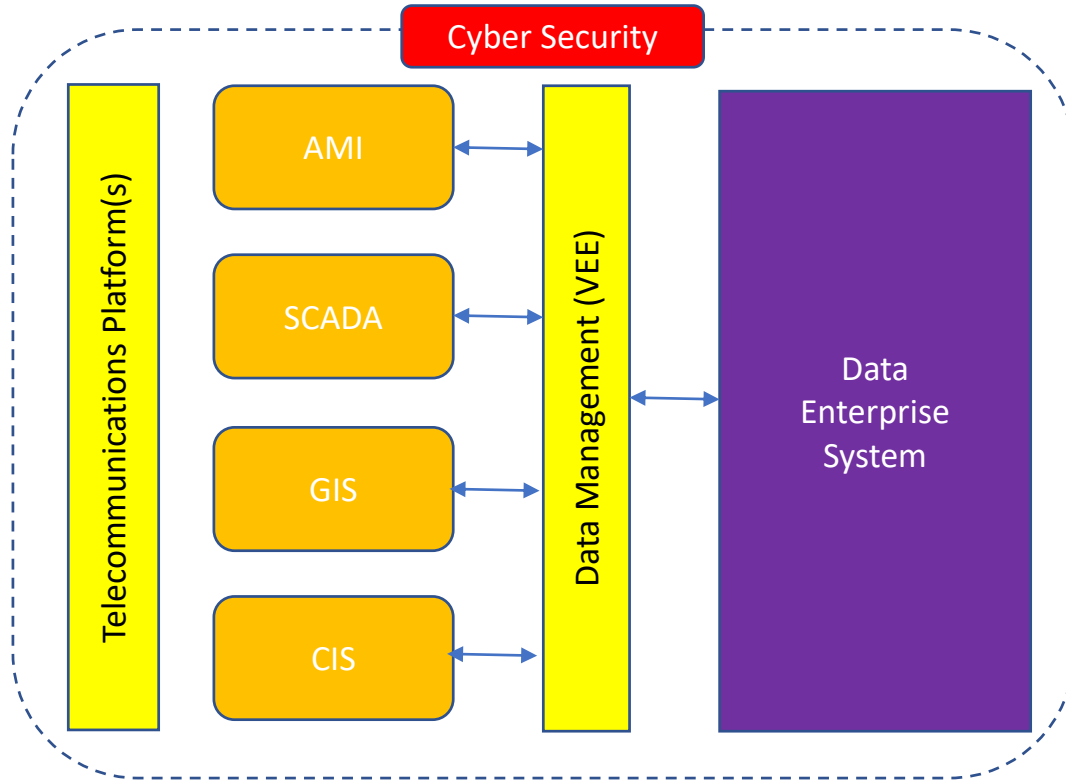 Cyber Security
Telecommunications Platform(s)
AMI
SCADA
GIS
CIS
Data Management (VEE)
Data
Enterprise
System